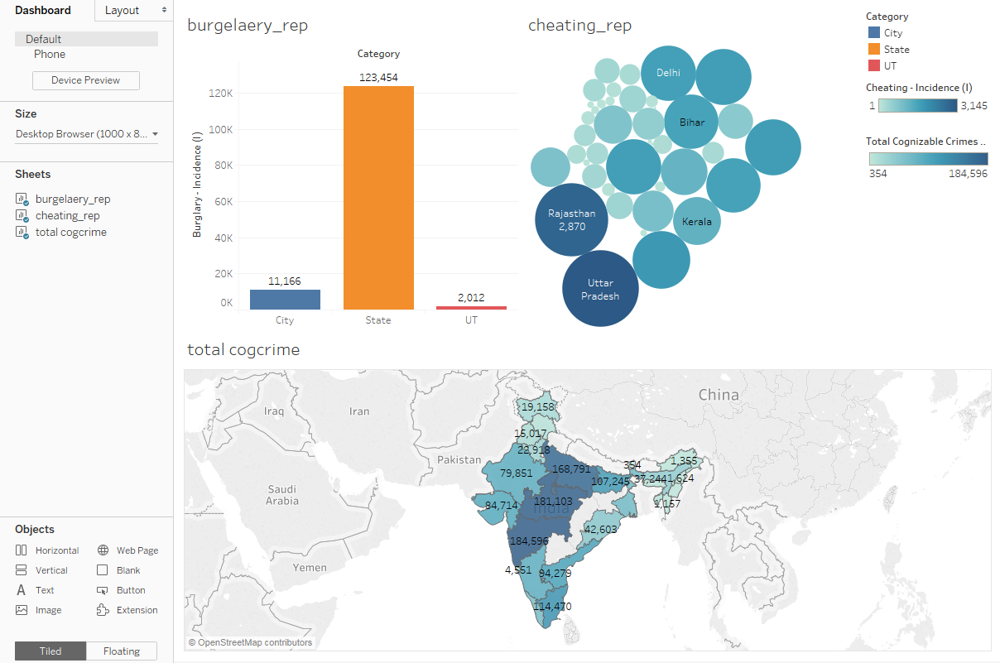 Dashboard
Layout
Default
Phone
Device Preview
Size
Desktop Browser (1000 x 8...
Sheets
burgelaery_rep
cheating_rep
total cogcrime
Objects
Horizontal
Web Page
Vertical
Blank
A Text
Button
Image
Extension
Tiled
Floating
burgelaery_rep
Category
Burglary - Incidence (I)
120K
100K
80K
60K
40K
20K
0K
11,166
123,454
2,012
City
State
UT
cheating_rep
Delhi
Bihar
Rajasthan
2,870
Kerala
Uttar
Pradesh
Category
City
State
UT
Cheating - Incidence (I)
1
3,145
Total Cognizable Crimes ..
354
184,596
total cogcrime
China
Iraq
Iran
Pakistan
Saudi
Arabia
Yemen
India
19,158
15,017
22,918
79,851
168,791
354
1,355
107,245
37,244
1,624
84,714
181,103
1,157
42,603
184,596
4,551
94,279
114,470
© OpenStreetMap contributors